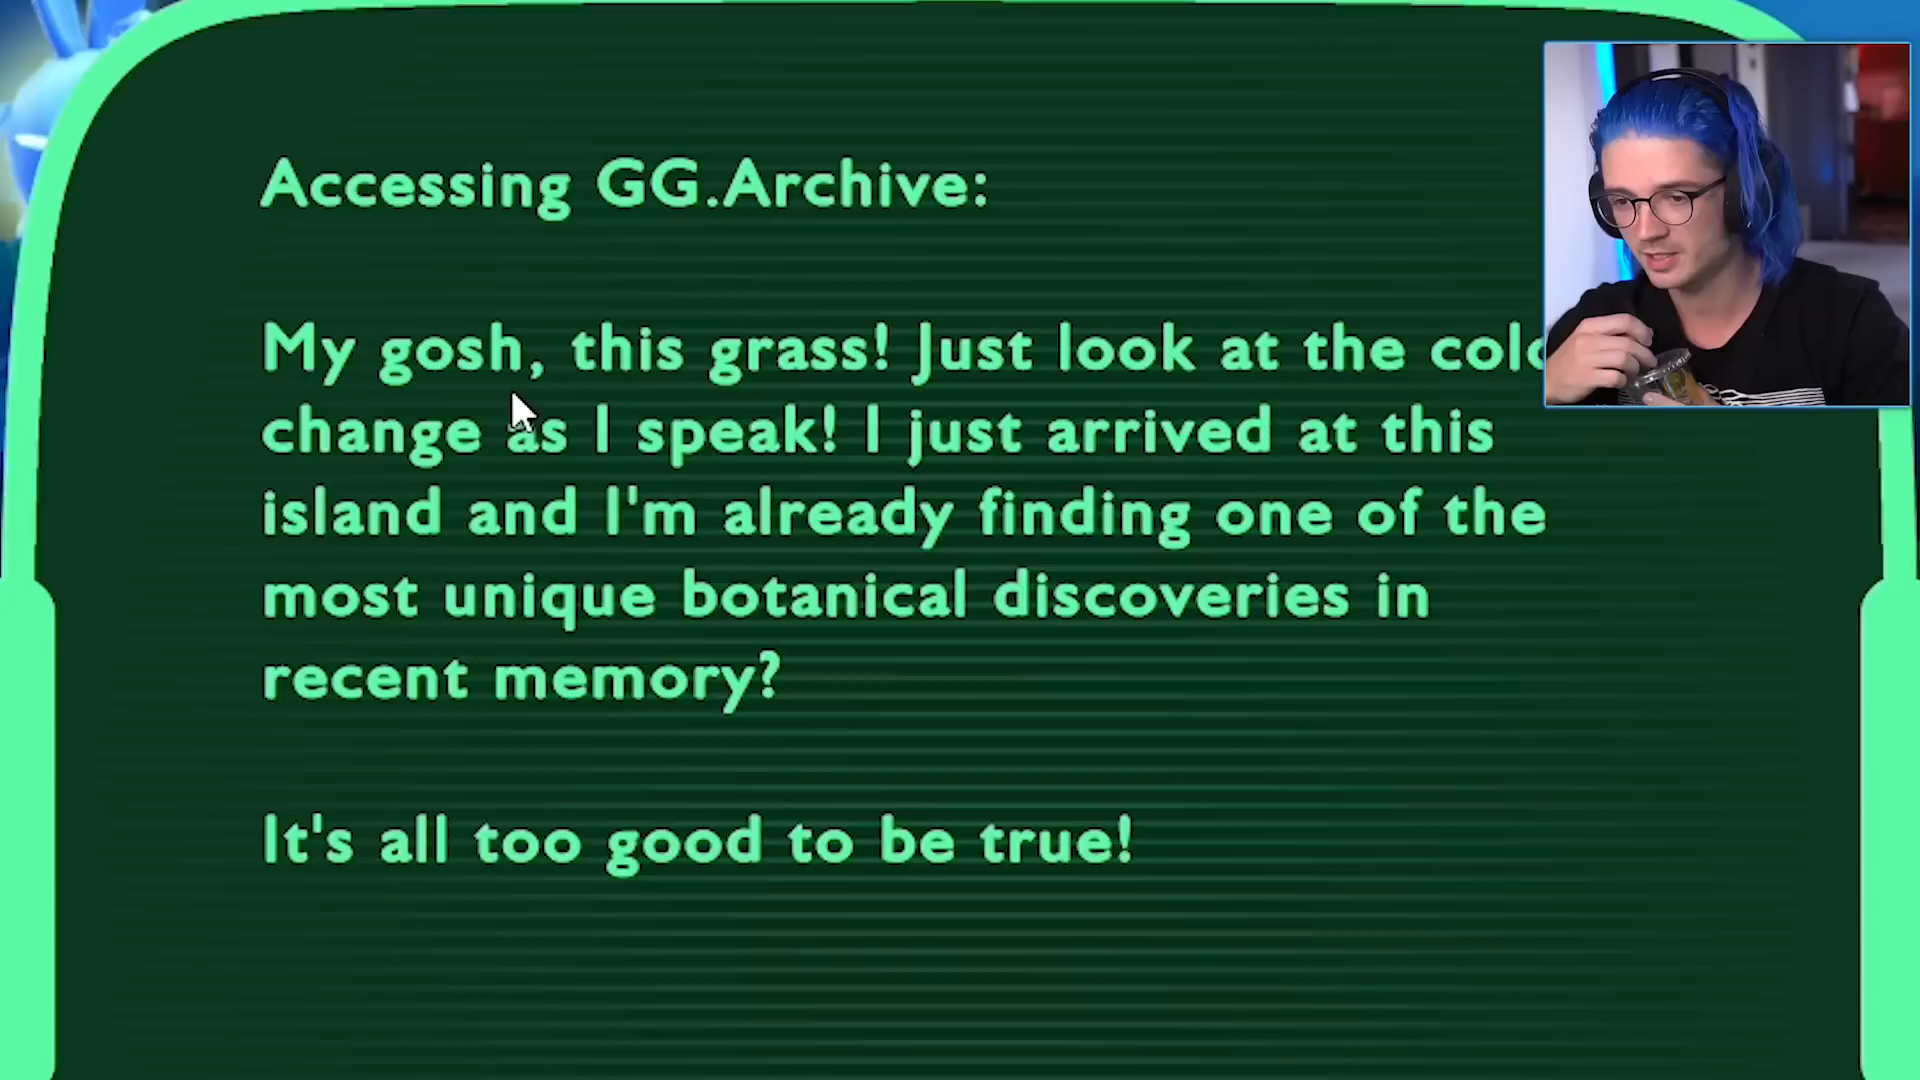 Accessing GG.Archive:
My gosh, this grass! Just look at the
change as I speak! I just arrived at this
island and I'm already finding one of the
most unique botanical discoveries in
recent memory?
It's all too good to be true!